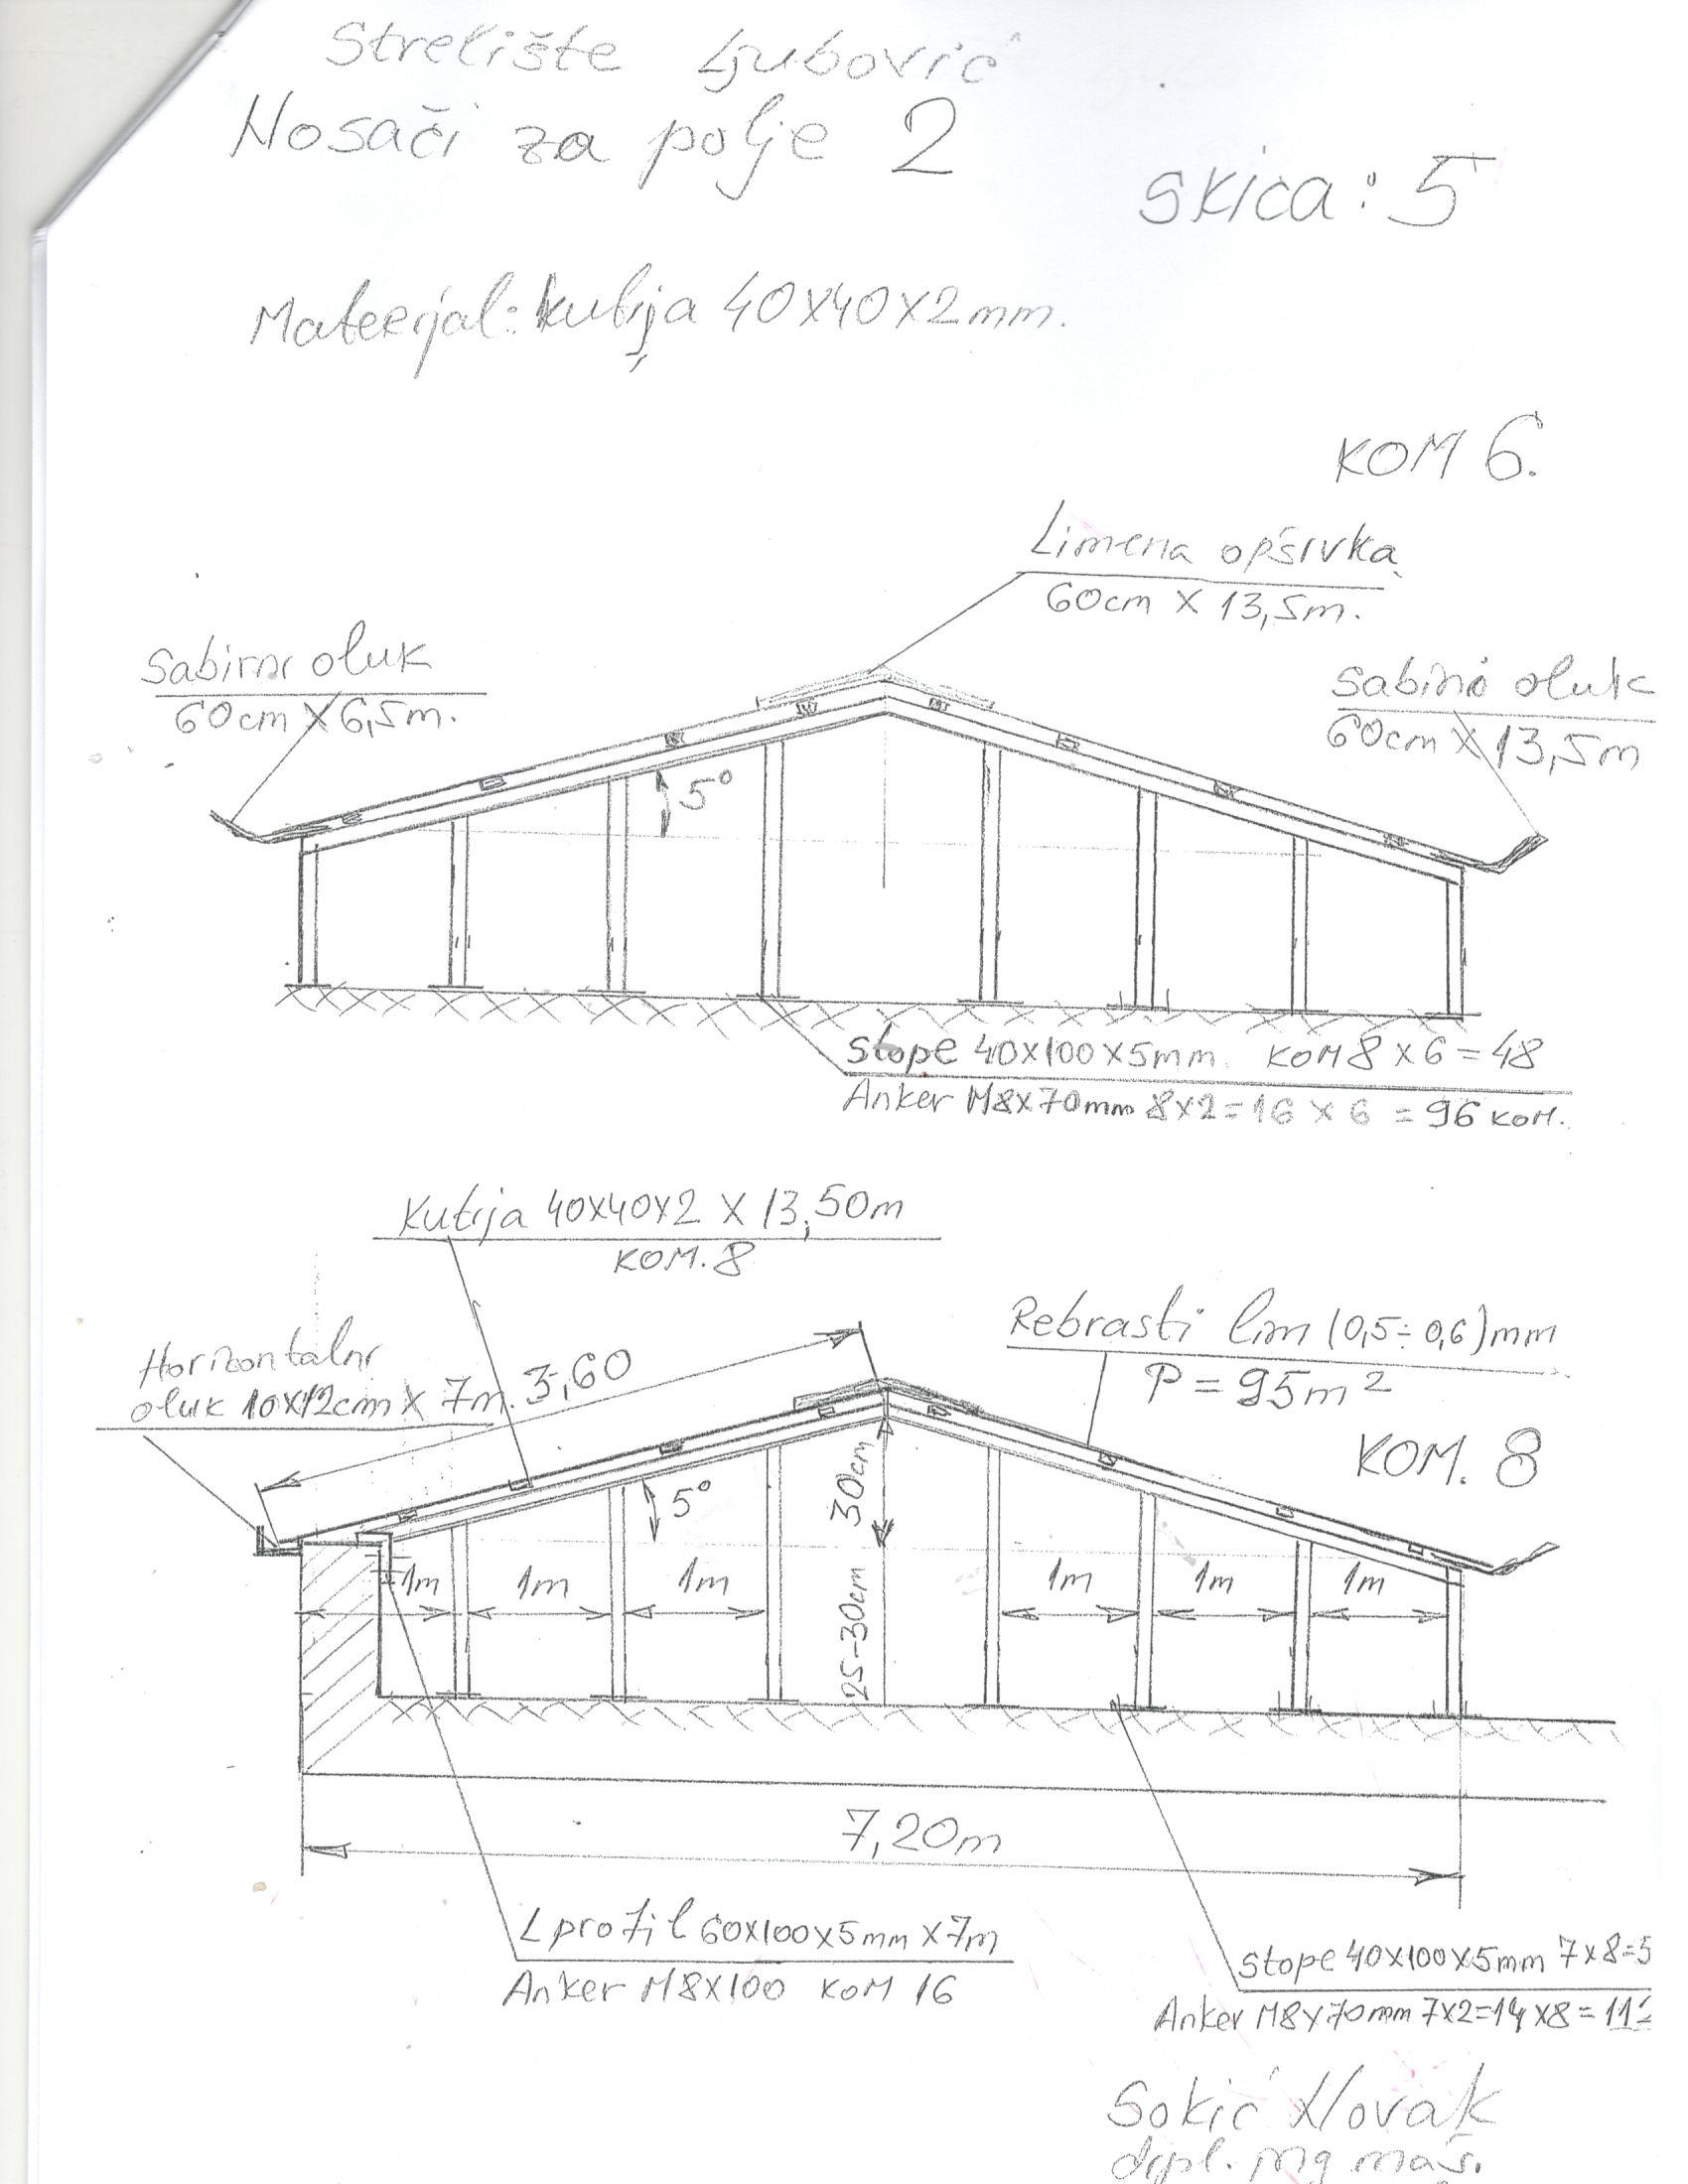 Strelište Ljubović
Nosači za polje 2
Skica: 5
Materijal: kutija 40x40x2mm.
KOM 6.
Limena opšivka
60cm X 13,5m.
Sabirni oluk
60cm X 6,5m.
Sabirni oluk
60cm X 13,5m
5°
Stope 40x100x5mm. KOM 8 x 6 = 48
Anker M8x70mm 8x2=16 x 6 = 96 KOM.
Kutija 40x40x2 X 13,50m
KOM. 8
Rebrasti lim (0,5÷0,6)mm
P = 95m²
Horizontalni
oluk 10x12cm x 7m.
3,60
KOM. 8
5°
30cm
1m 1m 1m 1m 1m 1m
25-30cm
7,20m
L profil 60x100x5mm x 7m
Anker M8x100 KOM 16
Stope 40x100x5mm 7x8=5
Anker M8x70mm 7x2=14 x8 = 112
Sokić Novak
dipl. ing maš.